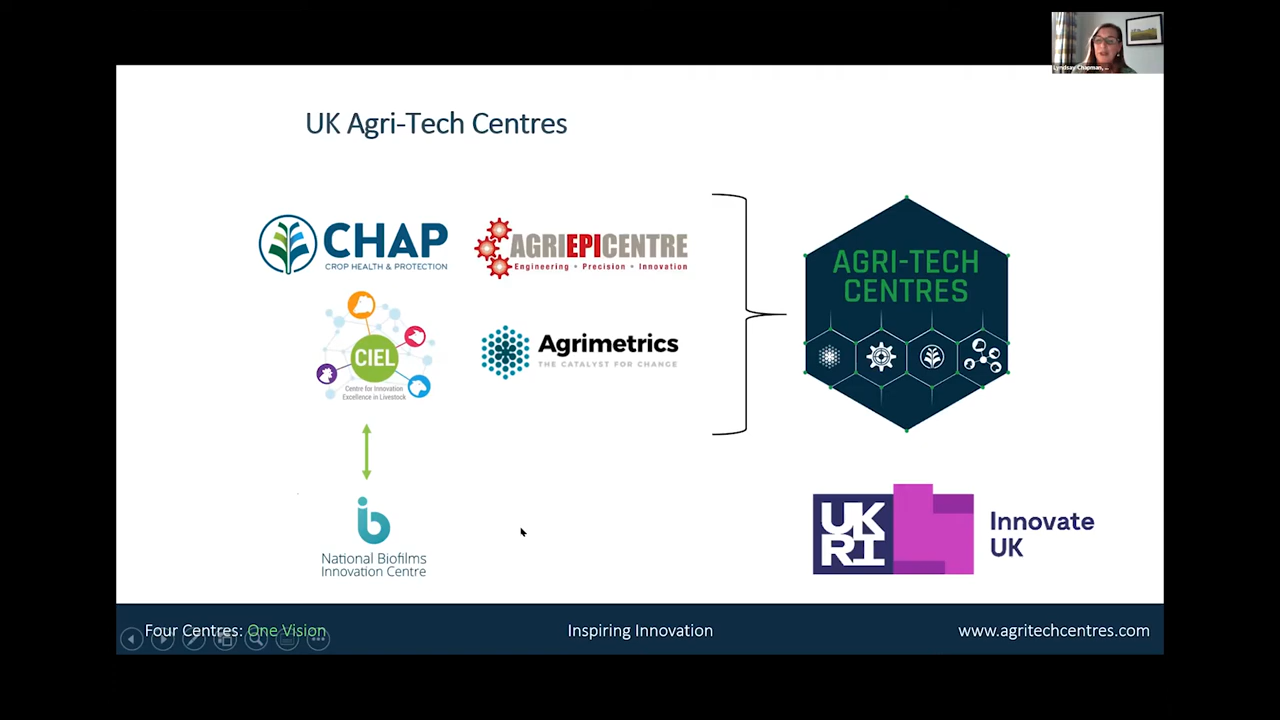 Lyndsay Chapman, ...
UK Agri-Tech Centres
CHAP
CROP HEALTH & PROTECTION
AGRIEPICENTRE
Engineering • Precision • Innovation
CIEL
Centre for Innovation
Excellence in Livestock
Agrimetrics
THE CATALYST FOR CHANGE
AGRI-TECH
CENTRES
National Biofilms
Innovation Centre
UK
RI
Innovate
UK
Four Centres: One Vision
Inspiring Innovation
www.agritechcentres.com